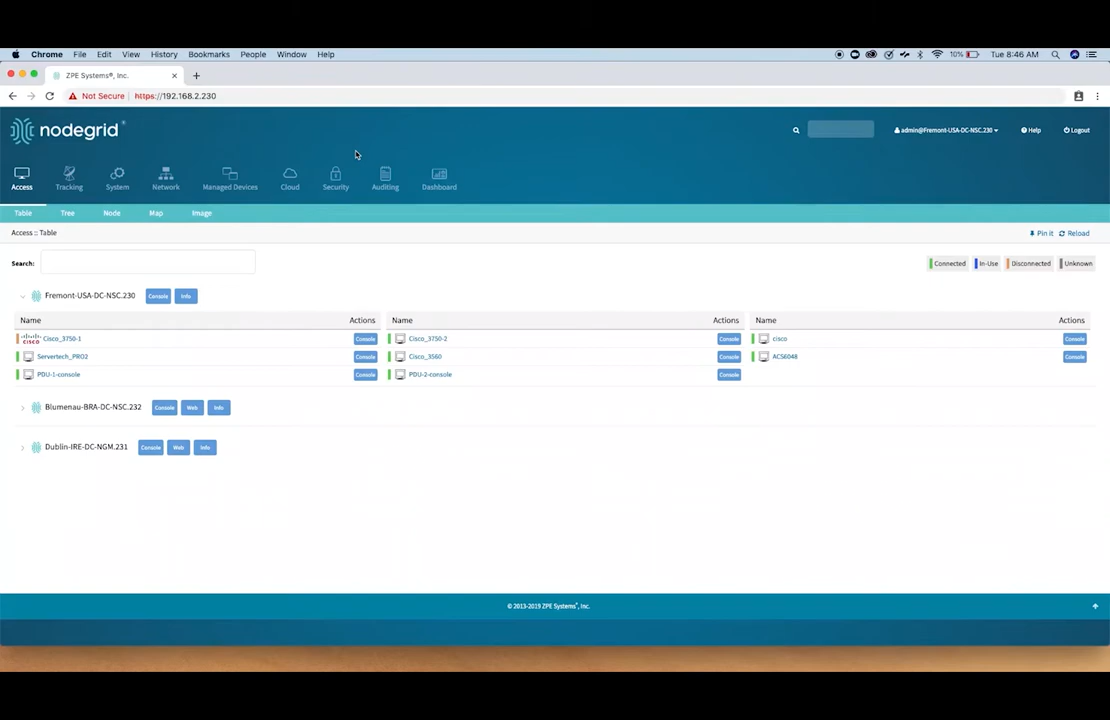 Chrome File Edit View History Bookmarks People Window Help 10% Tue 8:46 AM
ZPE Systems®, Inc.
Not Secure https://192.168.2.230
nodegrid® admin@Fremont-USA-DC-NSC.230 Help Logout
Access Tracking System Network Managed Devices Cloud Security Auditing Dashboard
Table Tree Node Map Image
Access :: Table Pin it Reload
Search: Connected In-Use Disconnected Unknown
Fremont-USA-DC-NSC.230 Console Info
Name Actions Name Actions Name Actions
CISCO Cisco_3750-1 Console Cisco_3750-2 Console cisco Console
Servertech_PRO2 Console Cisco_3560 Console ACS6048 Console
PDU-1-console Console PDU-2-console Console
Blumenau-BRA-DC-NSC.232 Console Web Info
Dublin-IRE-DC-NGM.231 Console Web Info
© 2013-2019 ZPE Systems®, Inc.